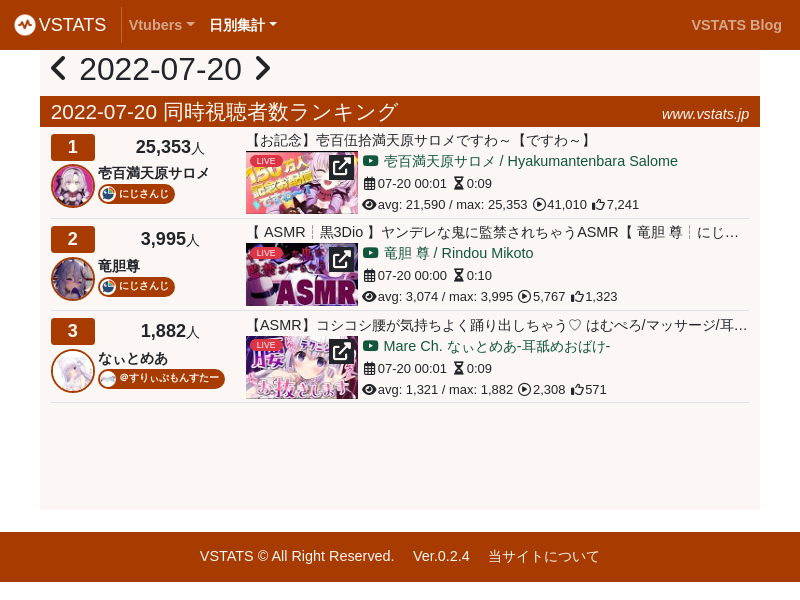 VSTATS Vtubers 日別集計 VSTATS Blog
2022-07-20
2022-07-20 同時視聴者数ランキング www.vstats.jp
1 25,353人
壱百満天原サロメ
にじさんじ
【お記念】壱百伍拾満天原サロメですわ～【ですわ～】
LIVE
150万人
壱百満天原サロメ / Hyakumantenbara Salome
07-20 00:01 0:09
avg: 21,590 / max: 25,353 41,010 7,241
2 3,995人
竜胆尊
にじさんじ
【 ASMR┊黒3Dio 】ヤンデレな鬼に監禁されちゃうASMR【 竜胆 尊┊にじ…
LIVE
ASMR
竜胆 尊 / Rindou Mikoto
07-20 00:00 0:10
avg: 3,074 / max: 3,995 5,767 1,323
3 1,882人
なぃとめあ
@すりぃぷもんすたー
【ASMR】コシコシ腰が気持ちよく踊り出しちゃう♡ はむぺろ/マッサージ/耳…
LIVE
お抜きします
Mare Ch. なぃとめあ-耳舐めおばけ-
07-20 00:01 0:09
avg: 1,321 / max: 1,882 2,308 571
VSTATS © All Right Reserved. Ver.0.2.4 当サイトについて